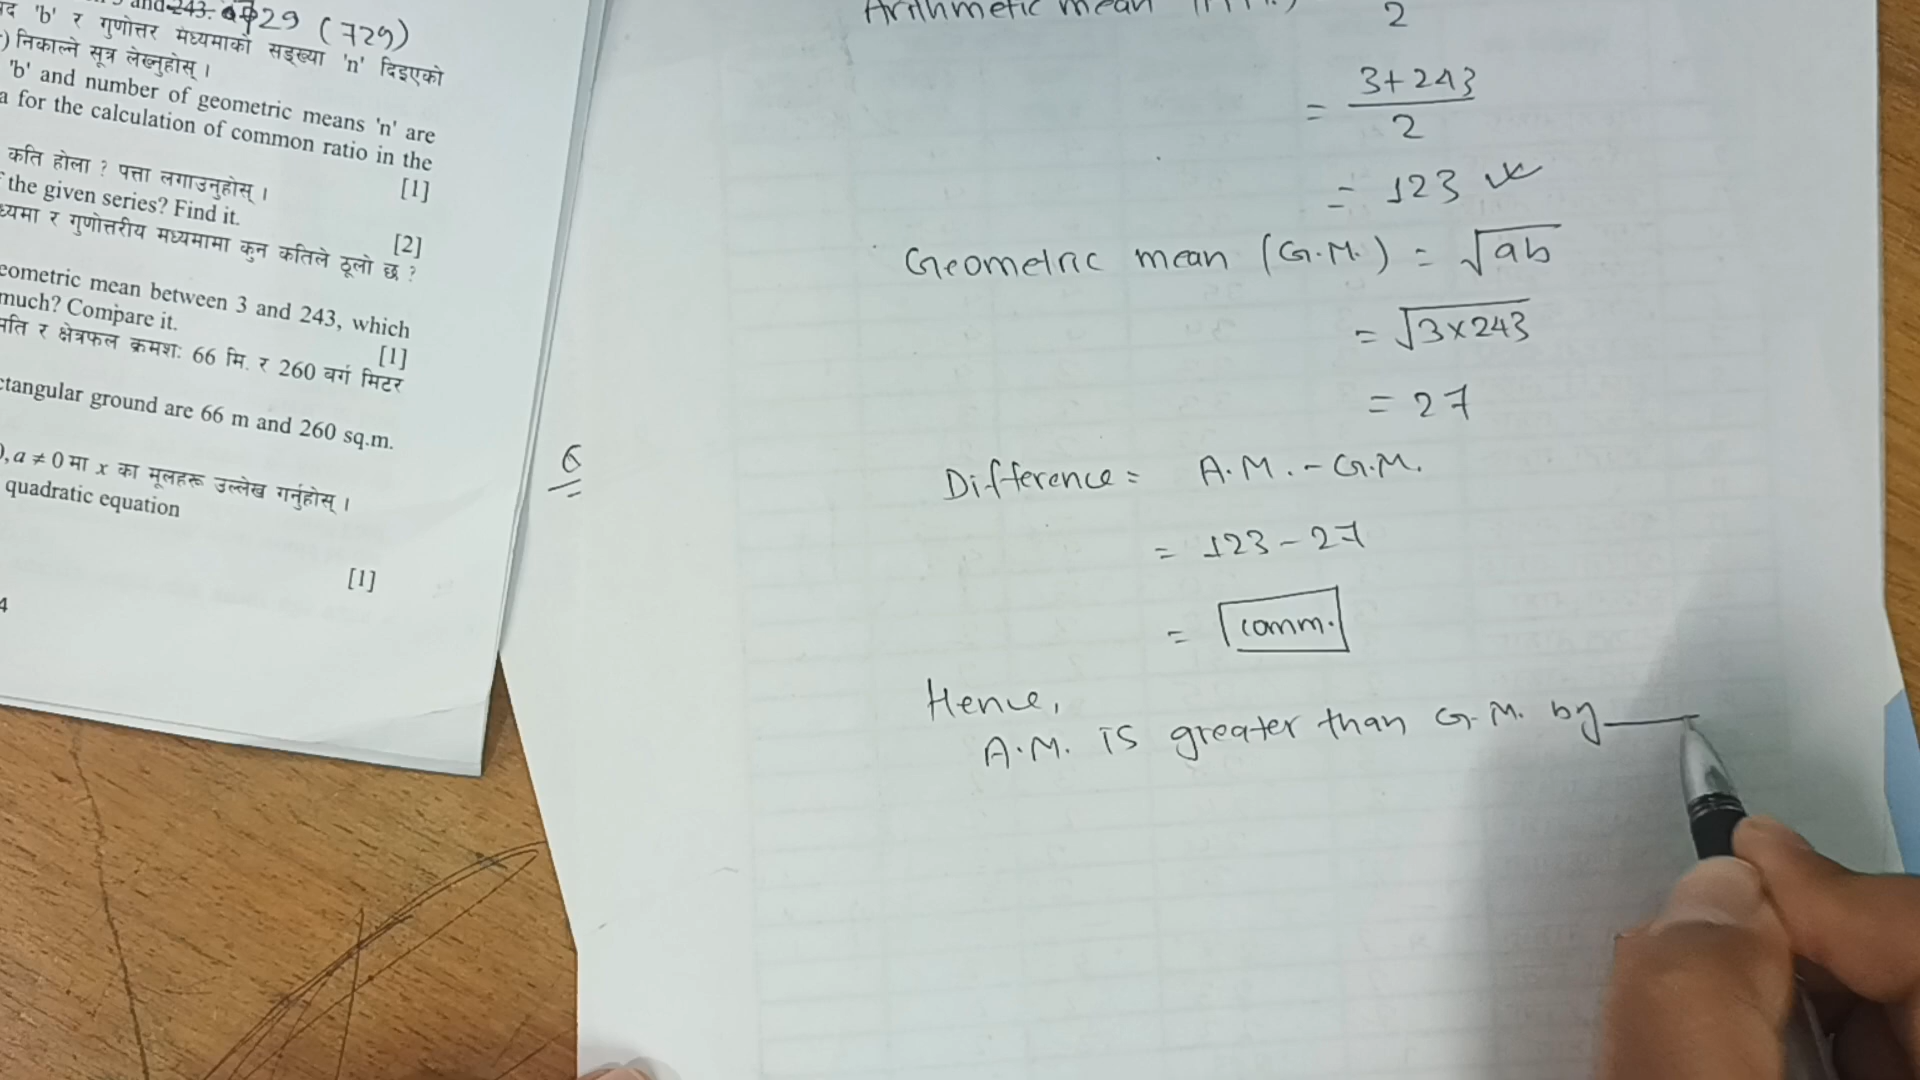 and 243. 729 (729)
'b' र गुणोत्तर मध्यमाको सङ्ख्या 'n' दिइएको
निकाल्ने सूत्र लेख्नुहोस् ।
'b' and number of geometric means 'n' are
a for the calculation of common ratio in the
[1]
कति होला ? पत्ता लगाउनुहोस् ।
the given series? Find it.
[2]
र गुणोत्तरीय मध्यमामा कुन कतिले ठूलो छ ?
geometric mean between 3 and 243, which
much? Compare it.
[1]
र क्षेत्रफल क्रमशः 66 मि. र 260 वर्ग मिटर
ctangular ground are 66 m and 260 sq.m.
), a ≠ 0 मा x का मूलहरू उल्लेख गर्नुहोस् ।
quadratic equation
[1]
4
Arithmetic mean
2
= 3+243
2
= 123
Geometric mean (G.M.) = √ab
= √3×243
= 27
6
Difference = A.M. - G.M.
= 123 - 27
= comm.
Hence,
A.M. is greater than G.M. by